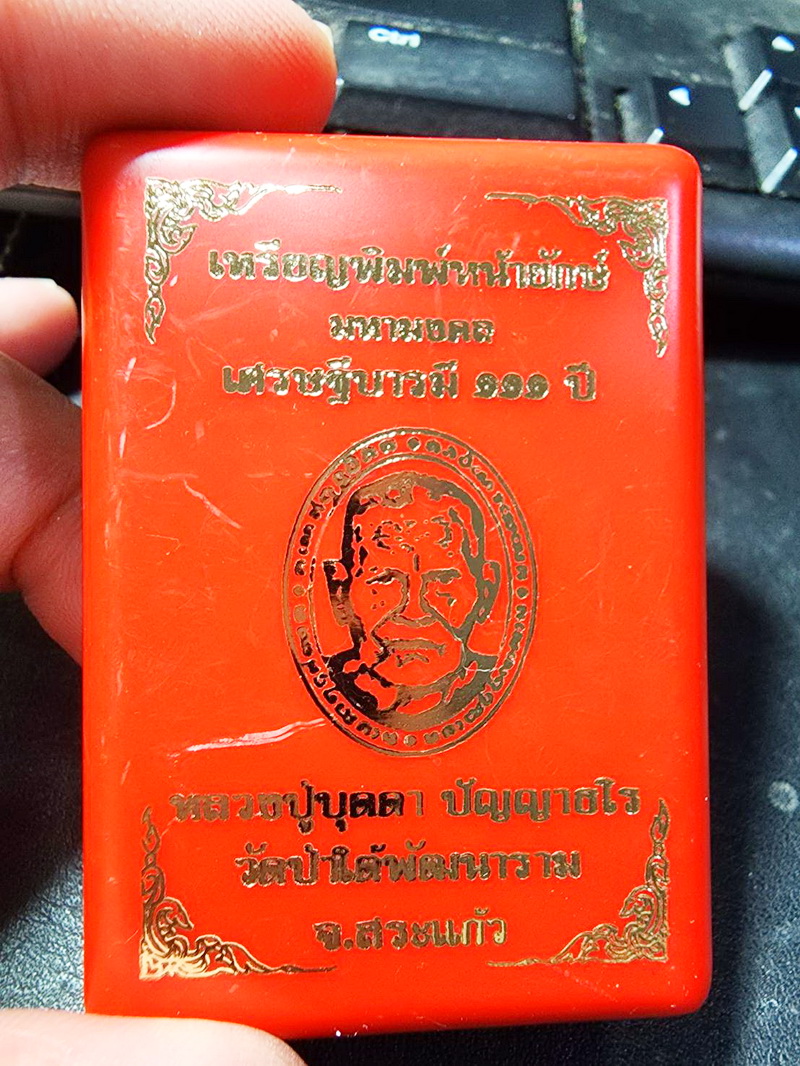 Ctrl
เหรียญพิมพ์หน้ายักษ์
มหามงคล
เศรษฐีบารมี ๑๑๑ ปี
หลวงปู่บุดดา ปัญญาธโร
วัดป่าใต้พัฒนาราม
จ.สระแก้ว